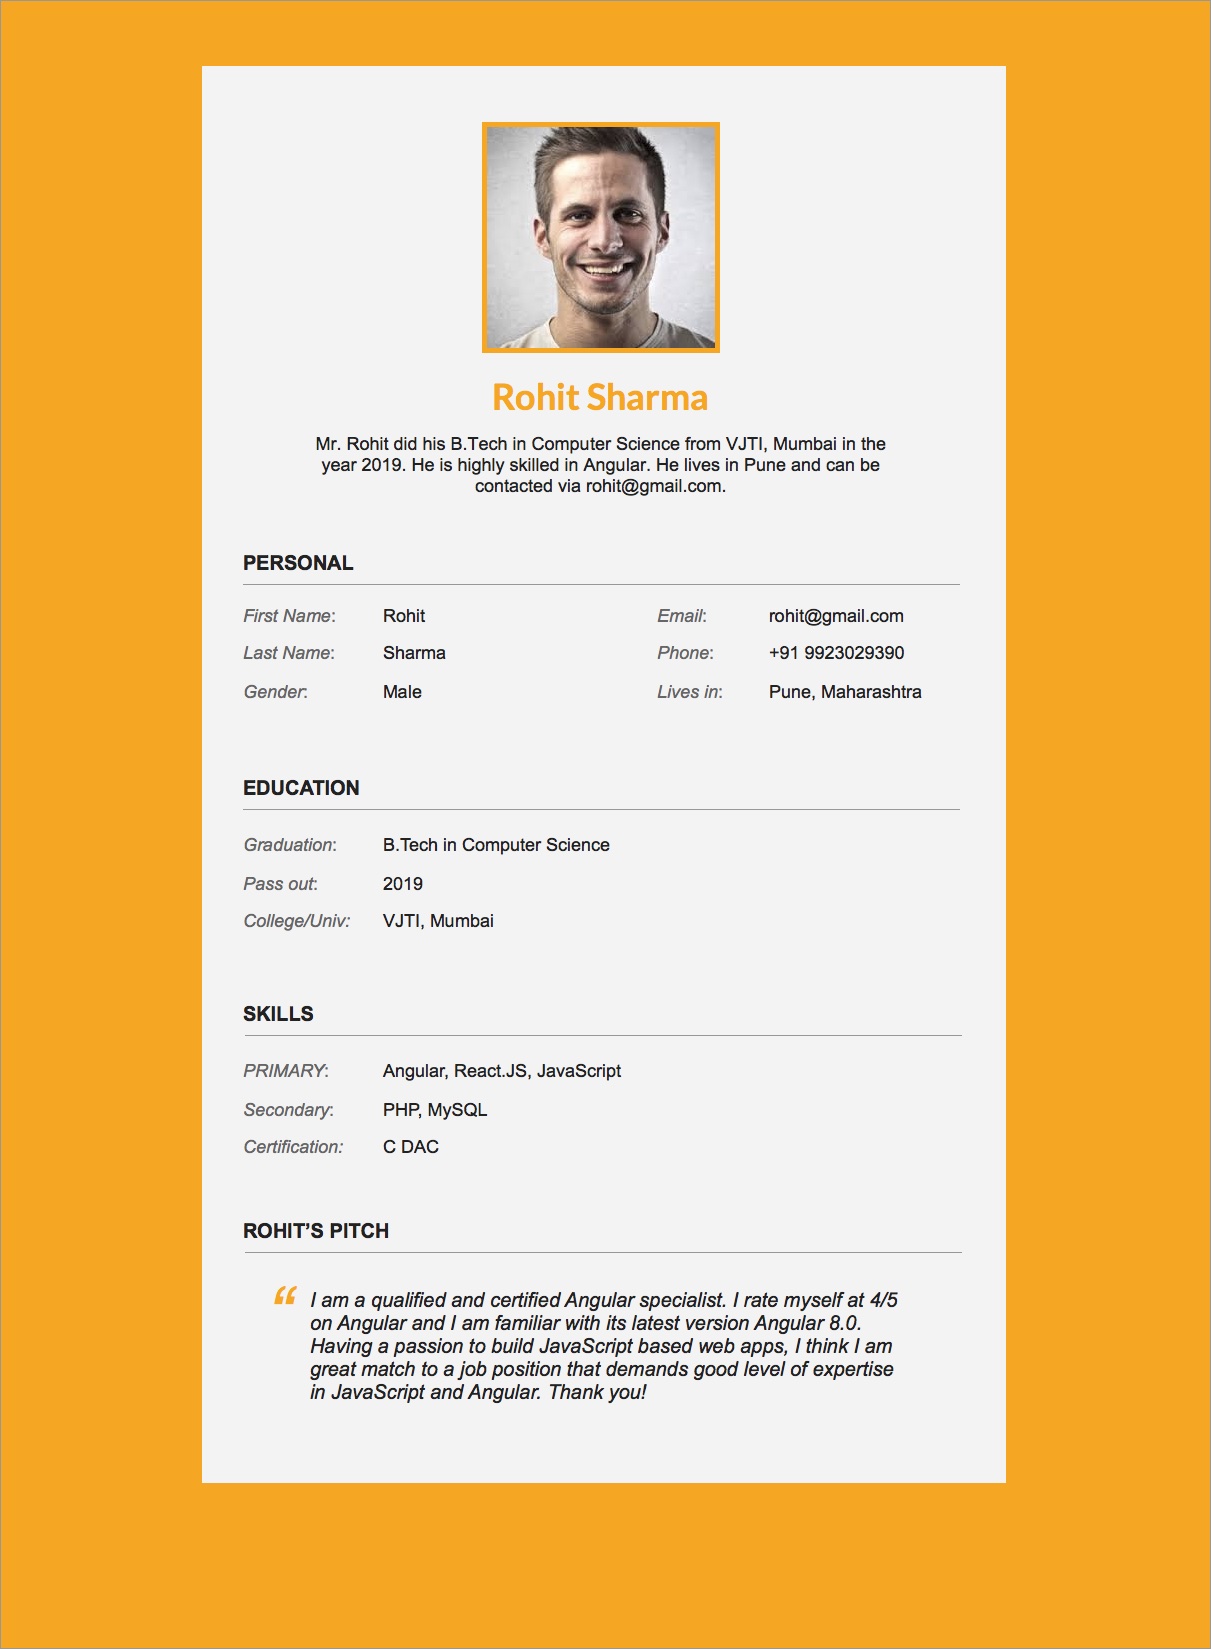 Rohit Sharma
Mr. Rohit did his B.Tech in Computer Science from VJTI, Mumbai in the
year 2019. He is highly skilled in Angular. He lives in Pune and can be
contacted via rohit@gmail.com.
PERSONAL
First Name: Rohit Email: rohit@gmail.com
Last Name: Sharma Phone: +91 9923029390
Gender: Male Lives in: Pune, Maharashtra
EDUCATION
Graduation: B.Tech in Computer Science
Pass out: 2019
College/Univ: VJTI, Mumbai
SKILLS
PRIMARY: Angular, React.JS, JavaScript
Secondary: PHP, MySQL
Certification: C DAC
ROHIT’S PITCH
“ I am a qualified and certified Angular specialist. I rate myself at 4/5
on Angular and I am familiar with its latest version Angular 8.0.
Having a passion to build JavaScript based web apps, I think I am
great match to a job position that demands good level of expertise
in JavaScript and Angular. Thank you!